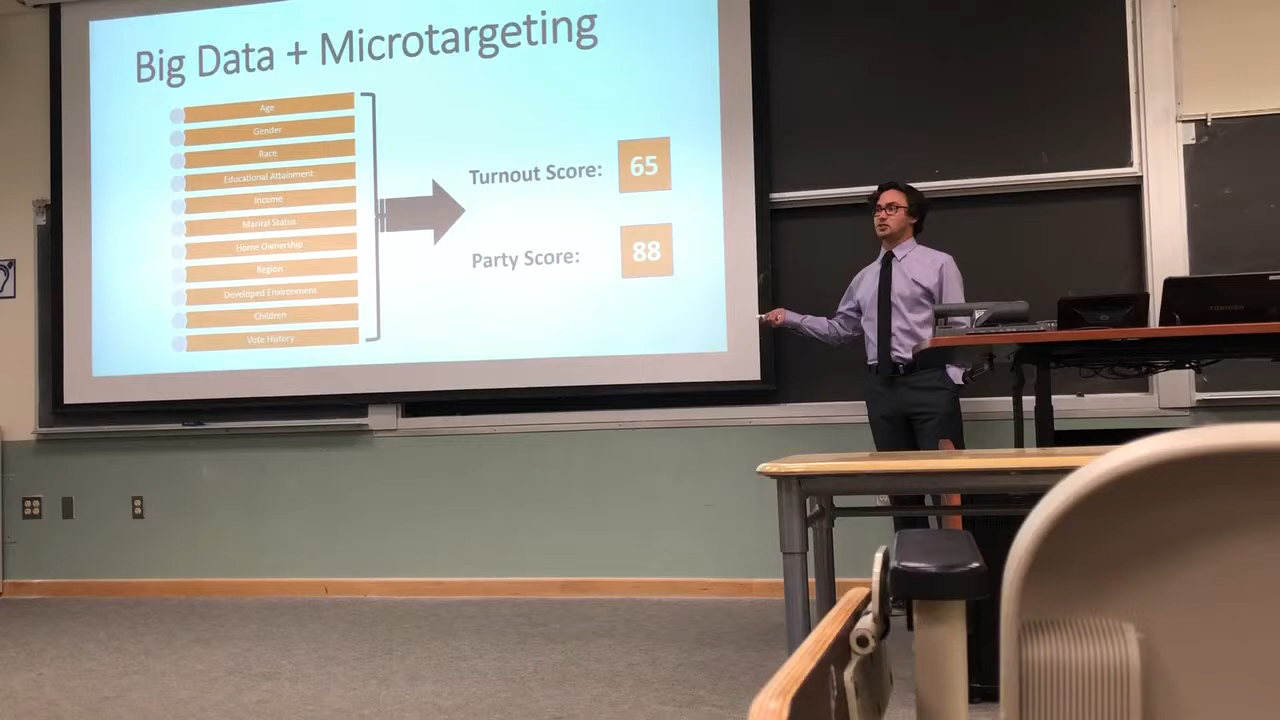 Big Data + Microtargeting
Age
Gender
Race
Educational Attainment
Income
Marital Status
Home Ownership
Region
Developed Environment
Children
Vote History
Turnout Score: 65
Party Score: 88
TOSHIBA